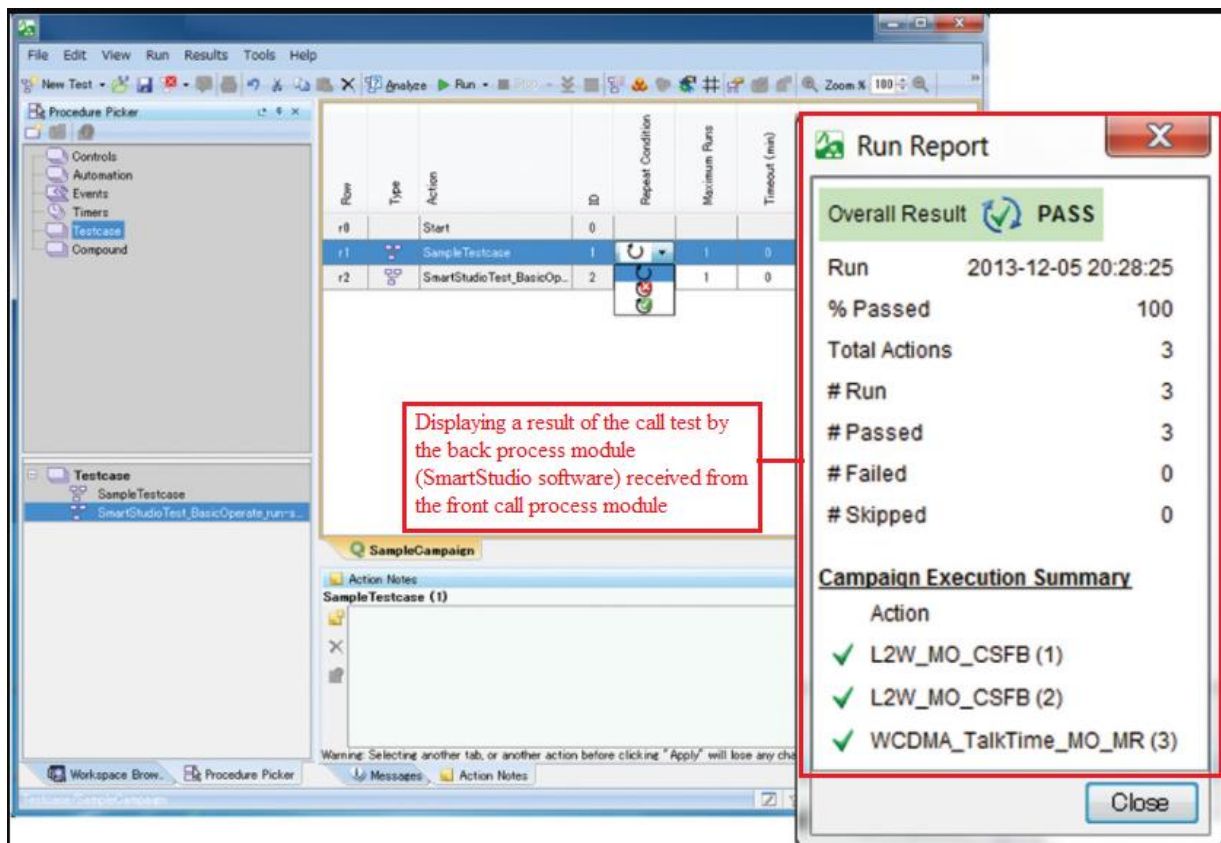 File Edit View Run Results Tools Help
New Test Analyze Run Stop Zoom % 100
Procedure Picker
Controls
Automation
Events
Timers
Testcase
Compound
Row Type Action ID Repeat Condition Maximum Runs Timeout (min)
r0 Start 0
r1 SampleTestcase 1 1 0
r2 SmartStudioTest_BasicOp... 2 1 0
Testcase
SampleTestcase
SmartStudioTest_BasicOperate_run-s...
Displaying a result of the call test by
the back process module
(SmartStudio software) received from
the front call process module
SampleCampaign
Action Notes
SampleTestcase (1)
Warning: Selecting another tab, or another action before clicking "Apply" will lose any cha
Workspace Brow.. Procedure Picker
Messages Action Notes
Testcase/SampleCampaign
Run Report
Overall Result PASS
Run 2013-12-05 20:28:25
% Passed 100
Total Actions 3
# Run 3
# Passed 3
# Failed 0
# Skipped 0
Campaign Execution Summary
Action
L2W_MO_CSFB (1)
L2W_MO_CSFB (2)
WCDMA_TalkTime_MO_MR (3)
Close